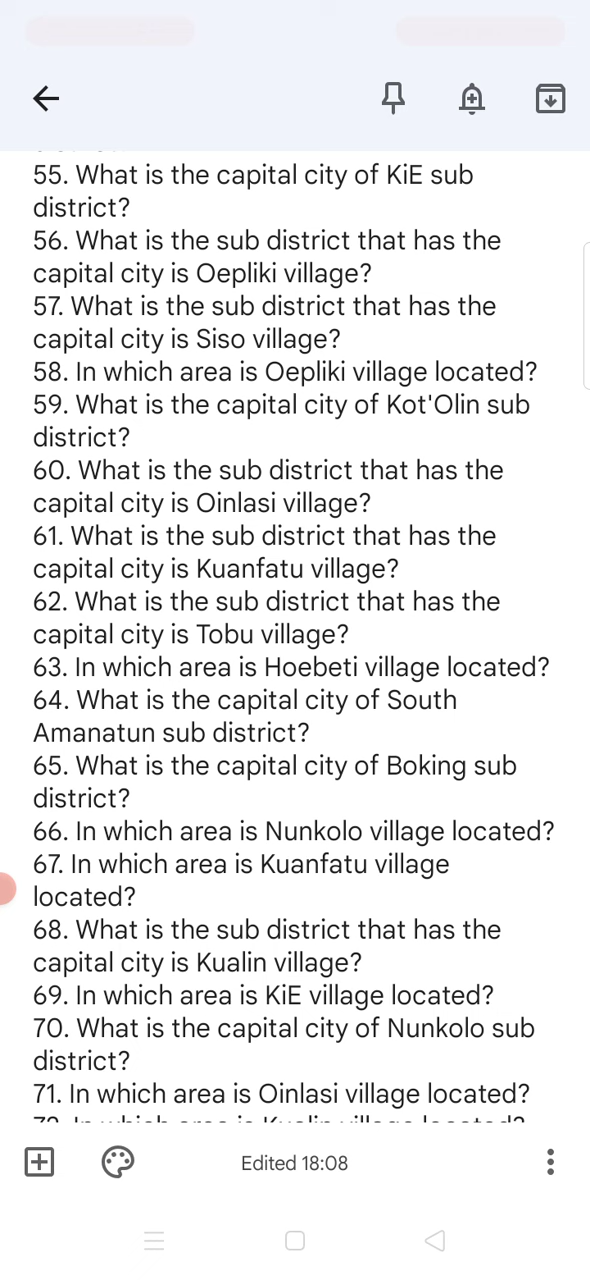 55. What is the capital city of KiE sub
district?
56. What is the sub district that has the
capital city is Oepliki village?
57. What is the sub district that has the
capital city is Siso village?
58. In which area is Oepliki village located?
59. What is the capital city of Kot'Olin sub
district?
60. What is the sub district that has the
capital city is Oinlasi village?
61. What is the sub district that has the
capital city is Kuanfatu village?
62. What is the sub district that has the
capital city is Tobu village?
63. In which area is Hoebeti village located?
64. What is the capital city of South
Amanatun sub district?
65. What is the capital city of Boking sub
district?
66. In which area is Nunkolo village located?
67. In which area is Kuanfatu village
located?
68. What is the sub district that has the
capital city is Kualin village?
69. In which area is KiE village located?
70. What is the capital city of Nunkolo sub
district?
71. In which area is Oinlasi village located?
72. In which area is Kualin village located?
Edited 18:08